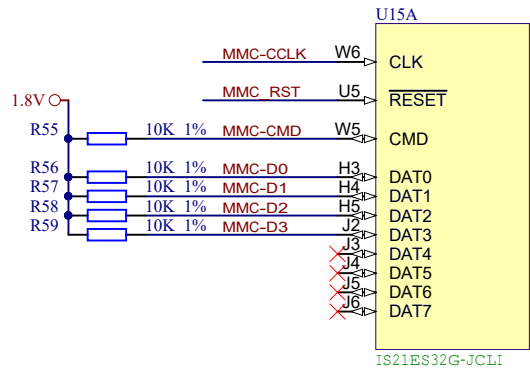 U15A
MMC-CCLK W6 CLK
MMC_RST U5 RESET
1.8V
R55 10K 1% MMC-CMD W5 CMD
R56 10K 1% MMC-D0 H3 DAT0
R57 10K 1% MMC-D1 H4 DAT1
R58 10K 1% MMC-D2 H5 DAT2
R59 10K 1% MMC-D3 J2 DAT3
J3 DAT4
J4 DAT5
J5 DAT6
J6 DAT7
IS21ES32G-JCLI